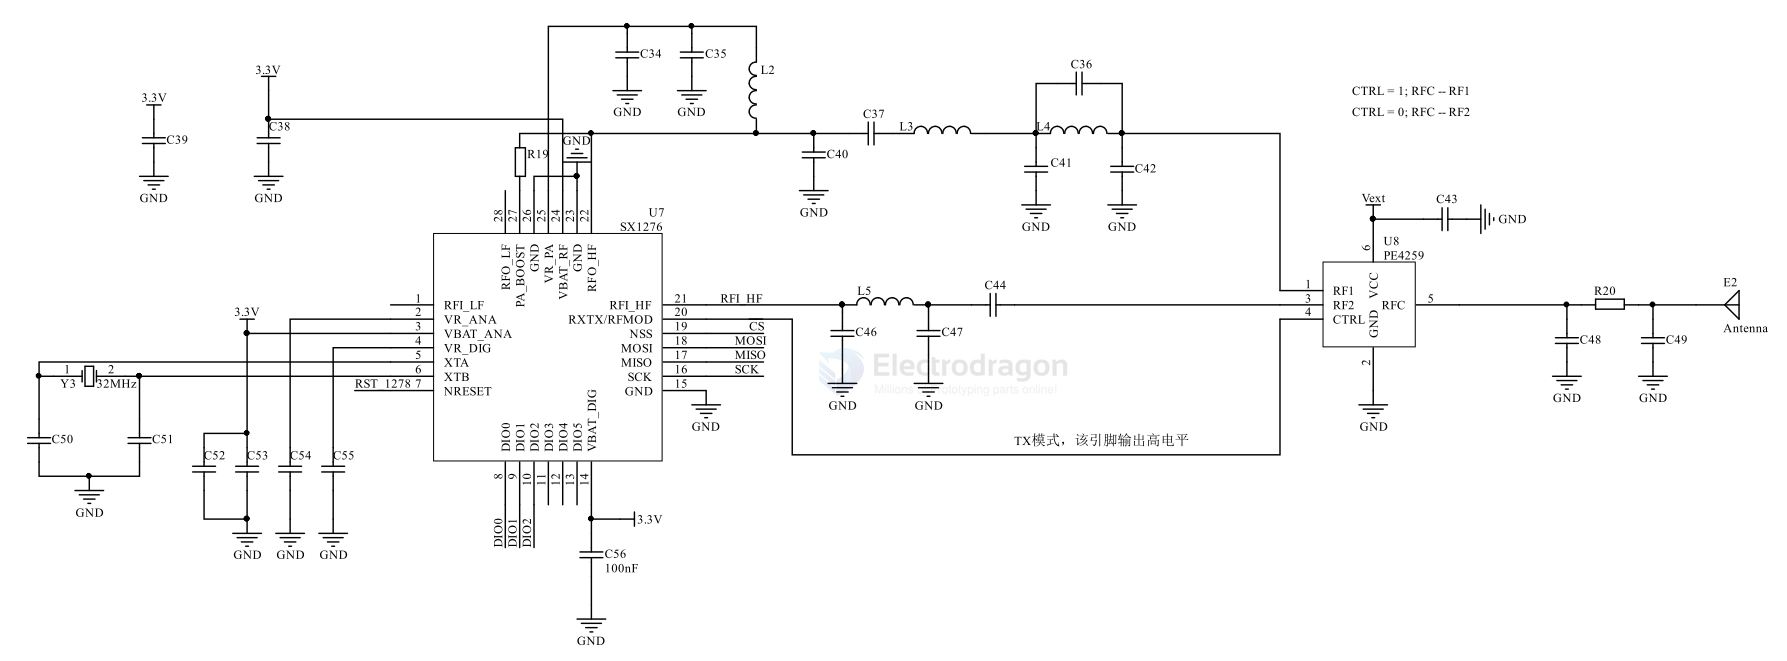 C34
C35
L2
GND
GND
3.3V
C39
GND
3.3V
C38
GND
R19
GND
C36
C37
L3
L4
C40
GND
C41
GND
C42
GND
CTRL = 1; RFC -- RF1
CTRL = 0; RFC -- RF2
28
27
26
25
24
23
22
U7
SX1276
RFO_LF
PA_BOOST
GND
VR_PA
VBAT_RF
GND
RFO_HF
1 RFI_LF
2 VR_ANA
3 VBAT_ANA
4 VR_DIG
5 XTA
6 XTB
RST_1278 7 NRESET
RFI_HF 21 RFI_HF
RXTX/RFMOD 20
NSS 19 CS
MOSI 18 MOSI
MISO 17 MISO
SCK 16 SCK
GND 15
GND
DIO0
DIO1
DIO2
DIO3
DIO4
DIO5
VBAT_DIG
8
9
10
11
12
13
14
DIO0
DIO1
DIO2
3.3V
C56
100nF
GND
3.3V
1 2
Y3 32MHz
C50
C51
GND
C52
C53
C54
C55
GND
GND
GND
L5
C44
C46
C47
GND
GND
Electrodragon
TX模式，该引脚输出高电平
Vext
C43
GND
6
U8
PE4259
VCC
1 RF1
3 RF2
4 CTRL
RFC 5
GND
2
GND
R20
E2
Antenna
C48
C49
GND
GND